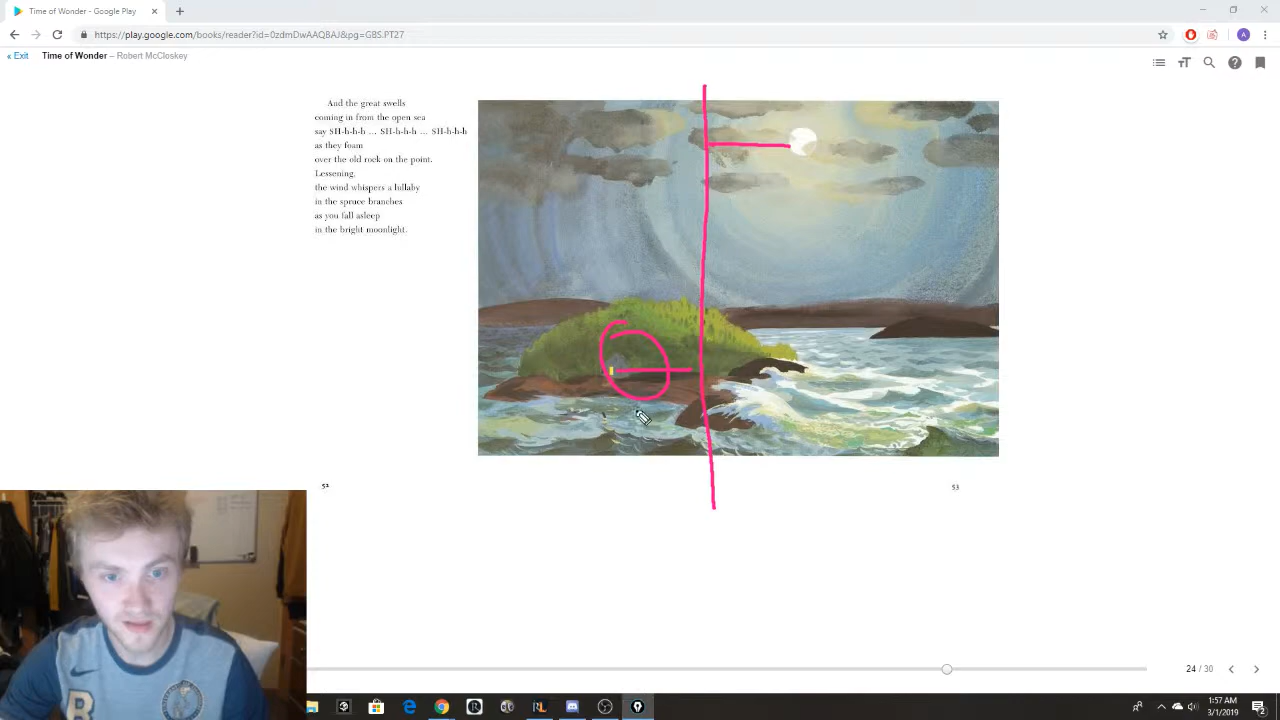 Time of Wonder - Google Play
https://play.google.com/books/reader?id=0zdmDwAAQBAJ&pg=GBS.PT27
A
« Exit
Time of Wonder – Robert McCloskey
And the great swells
coming in from the open sea
say SH-h-h-h ... SH-h-h-h ... SH-h-h-h
as they foam
over the old rock on the point.
Lessening,
the wind whispers a lullaby
in the spruce branches
as you fall asleep
in the bright moonlight.
52
53
24 / 30
1:57 AM
3/1/2019